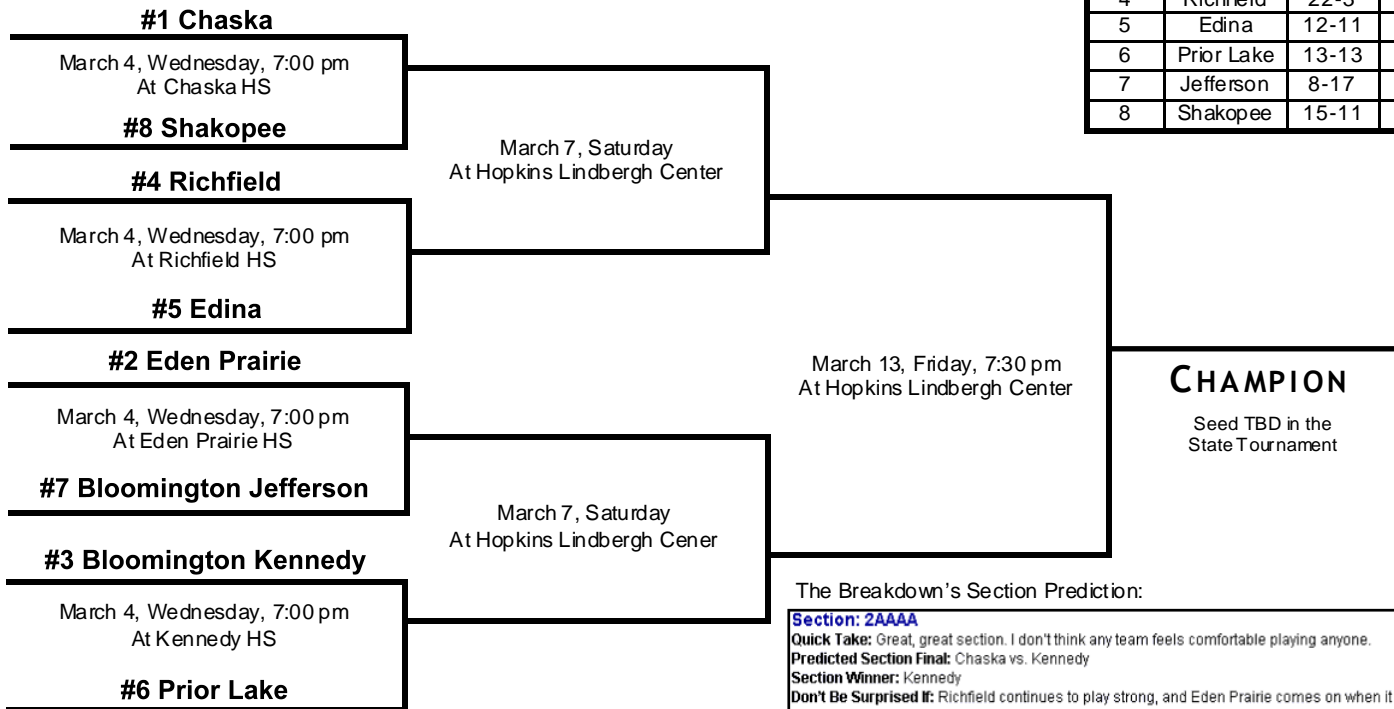 #1 Chaska
March 4, Wednesday, 7:00 pm
At Chaska HS
#8 Shakopee
#4 Richfield
March 4, Wednesday, 7:00 pm
At Richfield HS
#5 Edina
#2 Eden Prairie
March 4, Wednesday, 7:00 pm
At Eden Prairie HS
#7 Bloomington Jefferson
#3 Bloomington Kennedy
March 4, Wednesday, 7:00 pm
At Kennedy HS
#6 Prior Lake
March 7, Saturday
At Hopkins Lindbergh Center
March 7, Saturday
At Hopkins Lindbergh Cener
March 13, Friday, 7:30 pm
At Hopkins Lindbergh Center
CHAMPION
Seed TBD in the
State Tournament
4 Richfield 22-3
5 Edina 12-11
6 Prior Lake 13-13
7 Jefferson 8-17
8 Shakopee 15-11
The Breakdown's Section Prediction:
Section: 2AAAA
Quick Take: Great, great section. I don't think any team feels comfortable playing anyone.
Predicted Section Final: Chaska vs. Kennedy
Section Winner: Kennedy
Don't Be Surprised If: Richfield continues to play strong, and Eden Prairie comes on when it